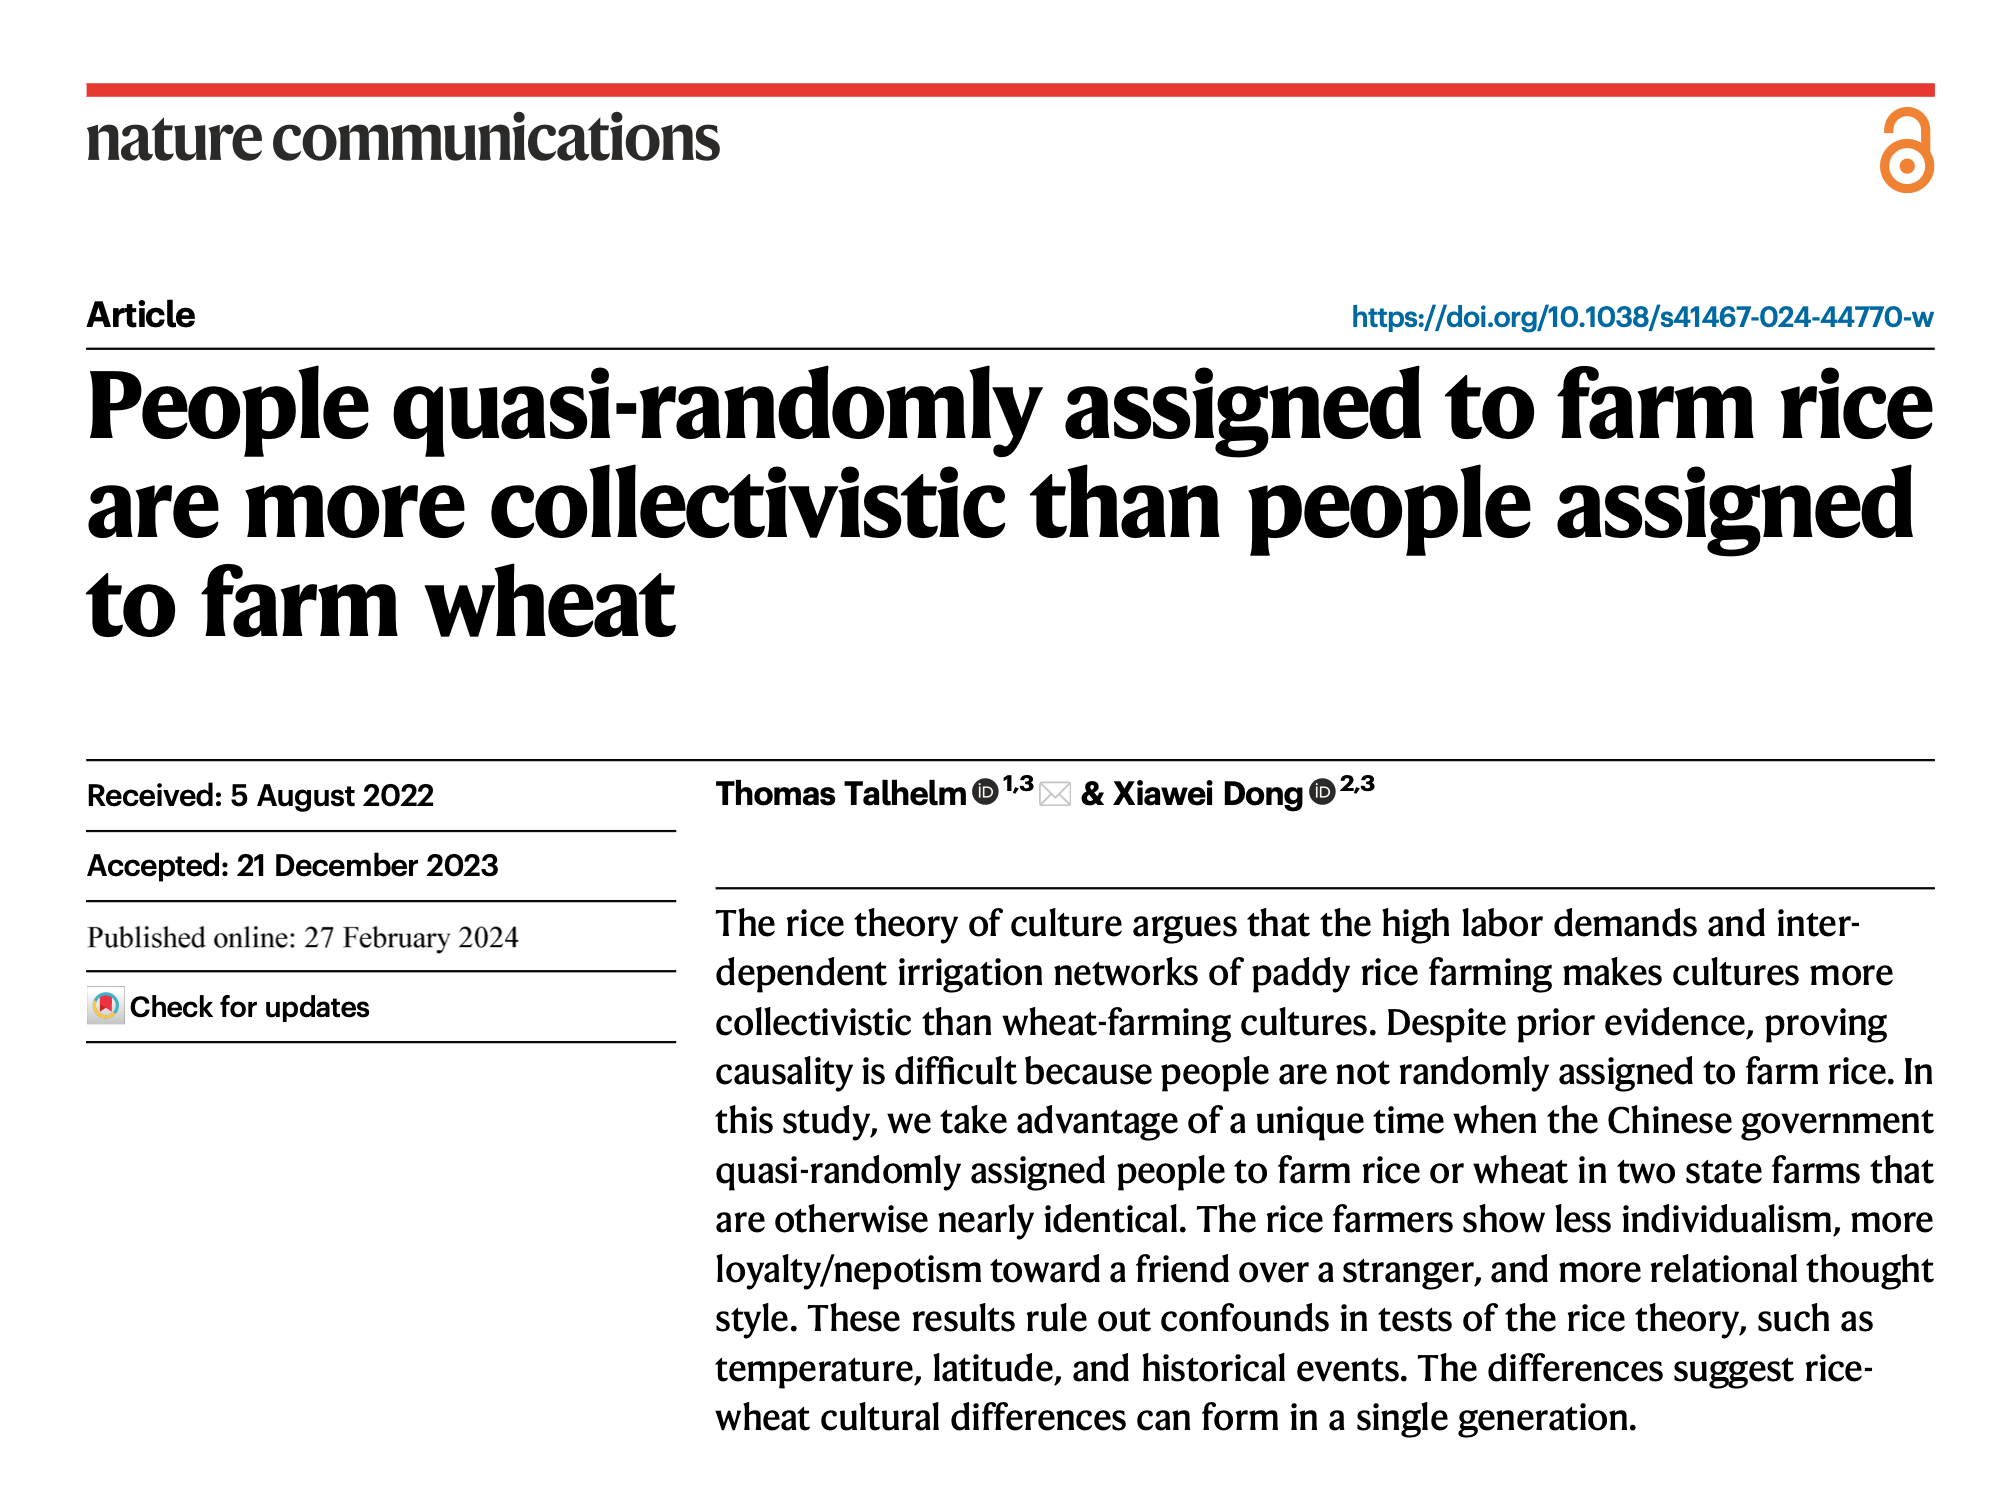 nature communications
Article
https://doi.org/10.1038/s41467-024-44770-w
People quasi-randomly assigned to farm rice
are more collectivistic than people assigned
to farm wheat
Received: 5 August 2022
Accepted: 21 December 2023
Published online: 27 February 2024
Check for updates
Thomas Talhelm iD 1,3 & Xiawei Dong iD 2,3
The rice theory of culture argues that the high labor demands and inter-
dependent irrigation networks of paddy rice farming makes cultures more
collectivistic than wheat-farming cultures. Despite prior evidence, proving
causality is difficult because people are not randomly assigned to farm rice. In
this study, we take advantage of a unique time when the Chinese government
quasi-randomly assigned people to farm rice or wheat in two state farms that
are otherwise nearly identical. The rice farmers show less individualism, more
loyalty/nepotism toward a friend over a stranger, and more relational thought
style. These results rule out confounds in tests of the rice theory, such as
temperature, latitude, and historical events. The differences suggest rice-
wheat cultural differences can form in a single generation.